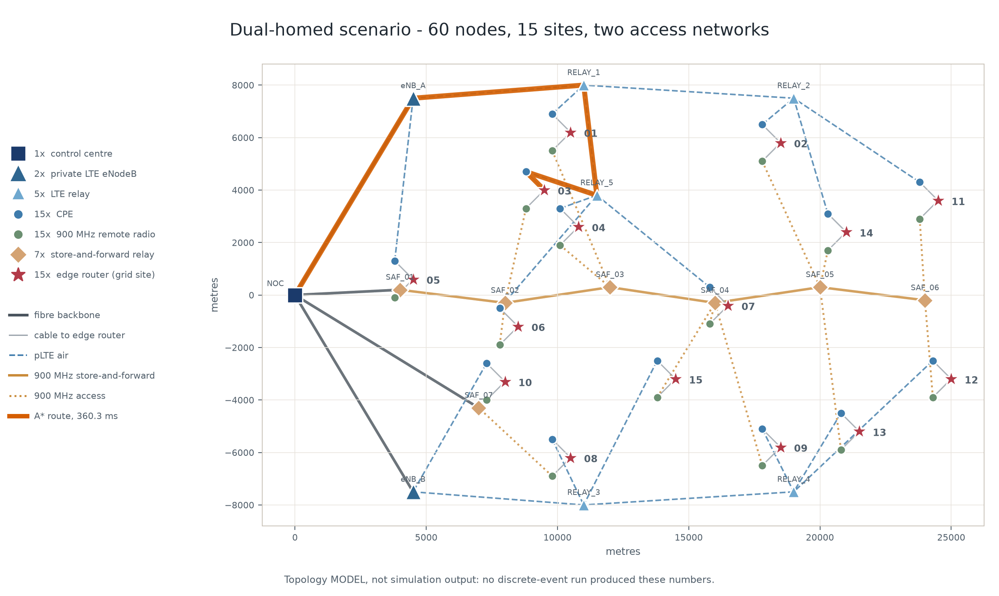 Dual-homed scenario - 60 nodes, 15 sites, two access networks
1x  control centre
2x  private LTE eNodeB
5x  LTE relay
15x  CPE
15x  900 MHz remote radio
7x  store-and-forward relay
15x  edge router (grid site)
fibre backbone
cable to edge router
pLTE air
900 MHz store-and-forward
900 MHz access
A* route, 360.3 ms
metres
8000
6000
4000
2000
0
−2000
−4000
−6000
−8000
RELAY_1
eNB_A
RELAY_2
01
02
RELAY_5
03
11
04
14
SAF_01
05
SAF_03
SAF_05
NOC
SAF_02
SAF_04
SAF_06
07
06
10
15
12
SAF_07
13
08
09
eNB_B
RELAY_4
RELAY_3
0
5000
10000
15000
20000
25000
metres
Topology MODEL, not simulation output: no discrete-event run produced these numbers.